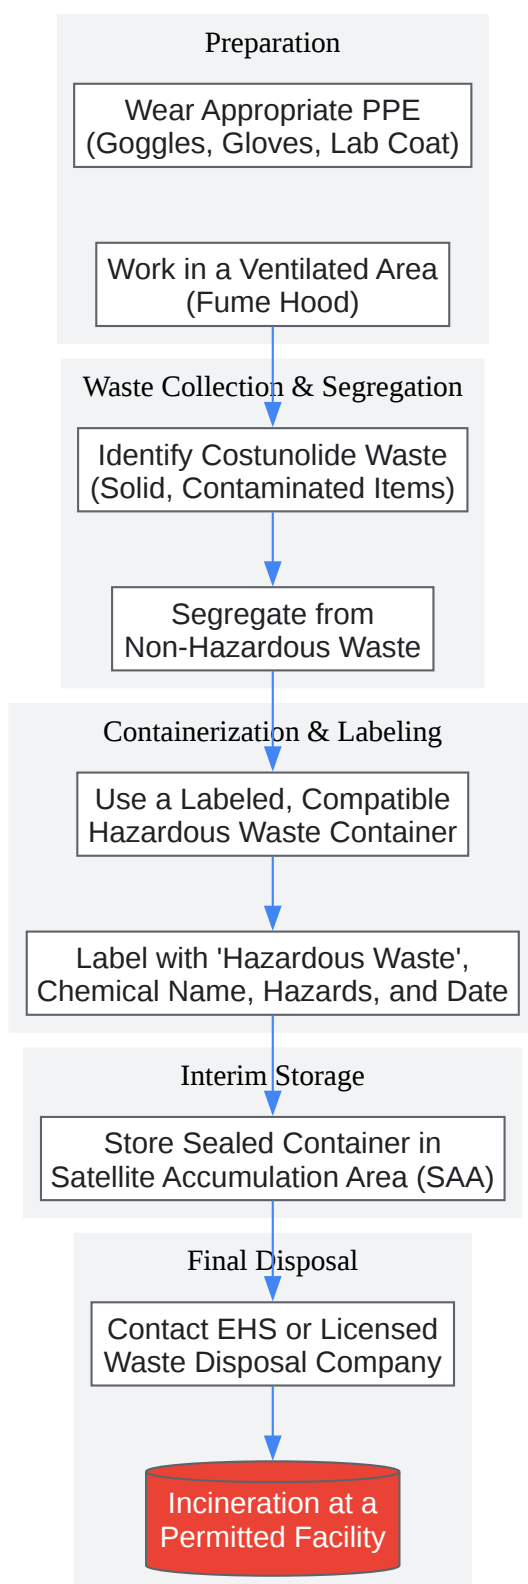 Preparation
Wear Appropriate PPE
(Goggles, Gloves, Lab Coat)
Work in a Ventilated Area
(Fume Hood)
Waste Collection & Segregation
Identify Costunolide Waste
(Solid, Contaminated Items)
Segregate from
Non-Hazardous Waste
Containerization & Labeling
Use a Labeled, Compatible
Hazardous Waste Container
Label with 'Hazardous Waste',
Chemical Name, Hazards, and Date
Interim Storage
Store Sealed Container in
Satellite Accumulation Area (SAA)
Final Disposal
Contact EHS or Licensed
Waste Disposal Company
Incineration at a
Permitted Facility